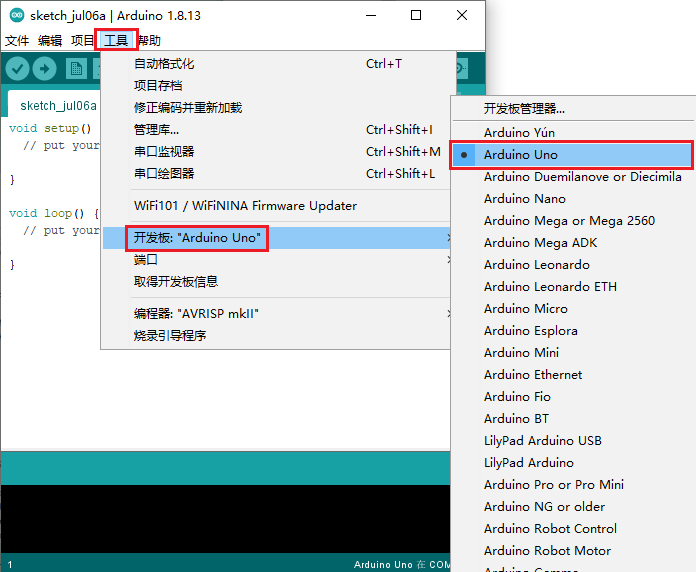 sketch_jul06a | Arduino 1.8.13
文件 编辑 项目 工具 帮助
sketch_jul06a
void setup()
// put your
}
void loop() {
// put your
}
自动格式化 Ctrl+T
项目存档
修正编码并重新加载
管理库... Ctrl+Shift+I
串口监视器 Ctrl+Shift+M
串口绘图器 Ctrl+Shift+L
WiFi101 / WiFiNINA Firmware Updater
开发板: "Arduino Uno"
端口
取得开发板信息
编程器: "AVRISP mkII"
烧录引导程序
开发板管理器...
Arduino Yún
Arduino Uno
Arduino Duemilanove or Diecimila
Arduino Nano
Arduino Mega or Mega 2560
Arduino Mega ADK
Arduino Leonardo
Arduino Leonardo ETH
Arduino Micro
Arduino Esplora
Arduino Mini
Arduino Ethernet
Arduino Fio
Arduino BT
LilyPad Arduino USB
LilyPad Arduino
Arduino Pro or Pro Mini
Arduino NG or older
Arduino Robot Control
Arduino Robot Motor
Arduino Gemma
1 Arduino Uno 在 COM